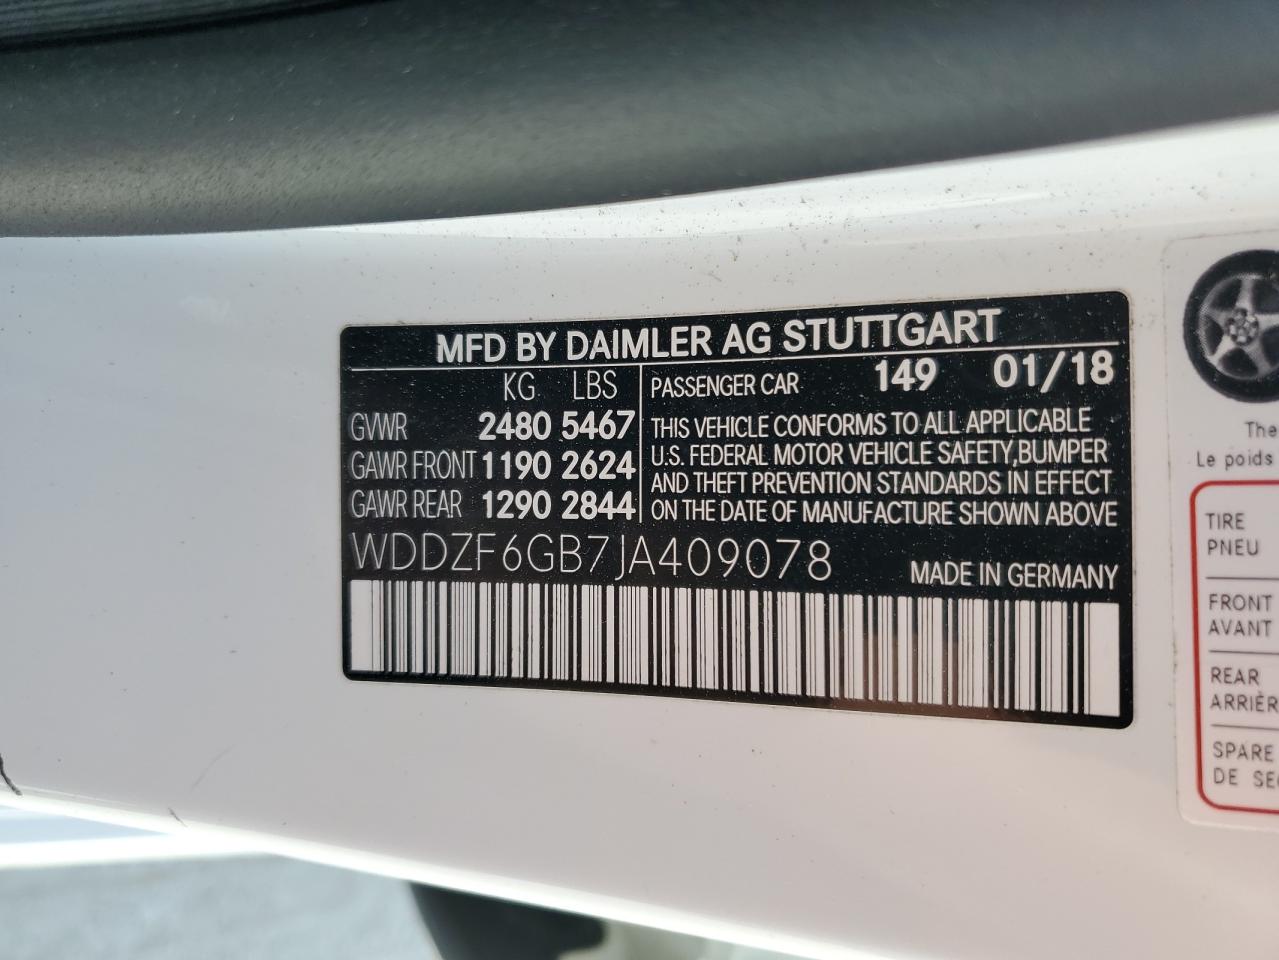 MFD BY DAIMLER AG STUTTGART
KG LBS
GVWR 2480 5467
GAWR FRONT 1190 2624
GAWR REAR 1290 2844
PASSENGER CAR 149 01/18
THIS VEHICLE CONFORMS TO ALL APPLICABLE
U.S. FEDERAL MOTOR VEHICLE SAFETY,BUMPER
AND THEFT PREVENTION STANDARDS IN EFFECT
ON THE DATE OF MANUFACTURE SHOWN ABOVE
WDDZF6GB7JA409078
MADE IN GERMANY
The
Le poids
TIRE
PNEU
FRONT
AVANT
REAR
ARRIÈR
SPARE
DE SE